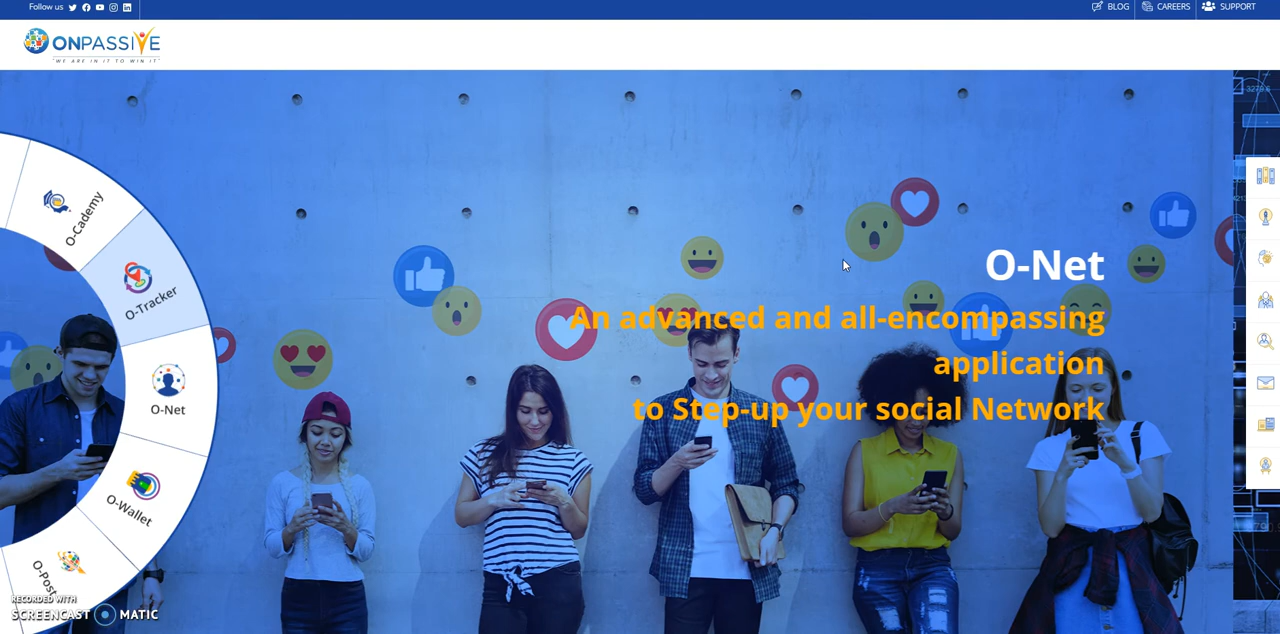 Follow us
BLOG
CAREERS
SUPPORT
ONPASSIVE
"WE ARE IN IT TO WIN IT"
O-Cademy
O-Tracker
O-Net
O-Wallet
O-Post
O-Net
An advanced and all-encompassing
application
to Step-up your social Network
RECORDED WITH
SCREENCAST MATIC